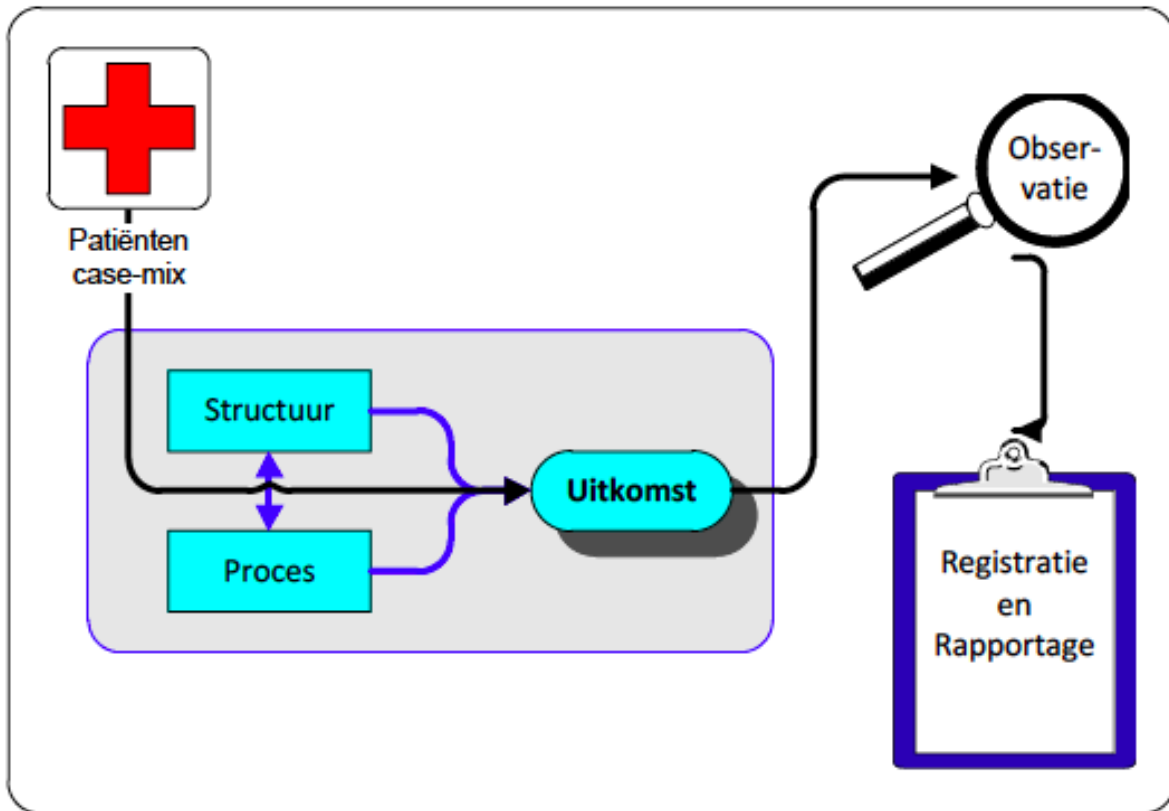 Patiënten
case-mix
Structuur
Proces
Uitkomst
Obser-
vatie
Registratie
en
Rapportage